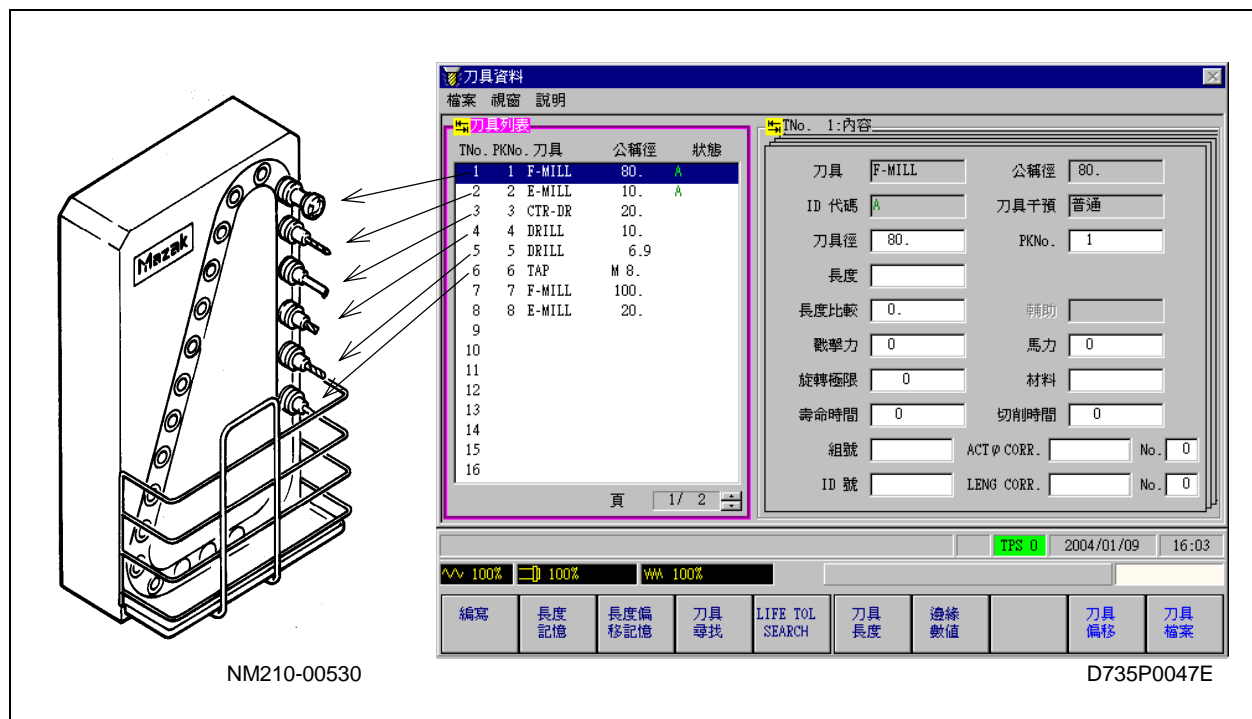 Mazak
NM210-00530
刀具資料
檔案 視窗 説明
刀具列表
TNo. PKNo. 刀具 公稱徑 狀態
1 1 F-MILL 80. A
2 2 E-MILL 10. A
3 3 CTR-DR 20.
4 4 DRILL 10.
5 5 DRILL 6.9
6 6 TAP M 8.
7 7 F-MILL 100.
8 8 E-MILL 20.
9
10
11
12
13
14
15
16
頁 1/ 2
TNo. 1:内容
刀具 F-MILL 公稱徑 80.
ID 代碼 A 刀具干預 普通
刀具徑 80. PKNo. 1
長度
長度比較 0. 輔助
戳擊力 0 馬力 0
旋轉極限 0 材料
壽命時間 0 切削時間 0
組號 ACTφCORR. No. 0
ID 號 LENG CORR. No. 0
TPS 0 2004/01/09 16:03
100% 100% 100%
編寫 長度 長度偏 刀具 LIFE TOL 刀具 邊緣 刀具 刀具
記憶 移記憶 尋找 SEARCH 長度 數值 偏移 檔案
D735P0047E